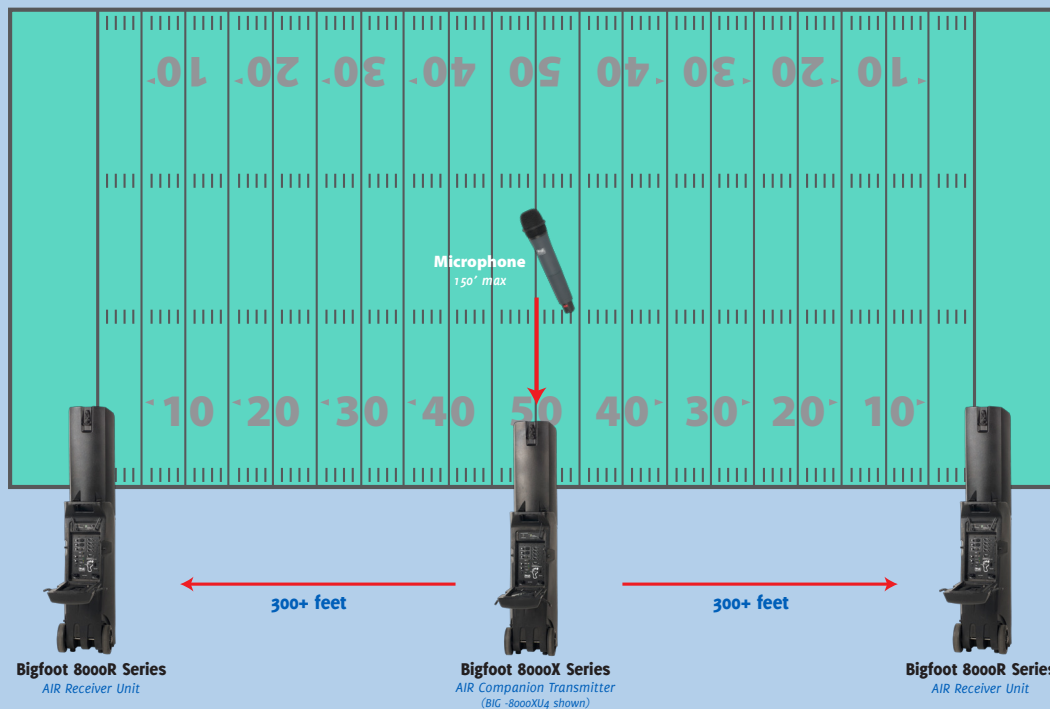 10 20 30 40 50 40 30 20 10
Microphone
150' max
10 20 30 40 50 40 30 20 10
300+ feet
300+ feet
Bigfoot 8000R Series
AIR Receiver Unit
Bigfoot 8000X Series
AIR Companion Transmitter
(BIG -8000XU4 shown)
Bigfoot 8000R Series
AIR Receiver Unit